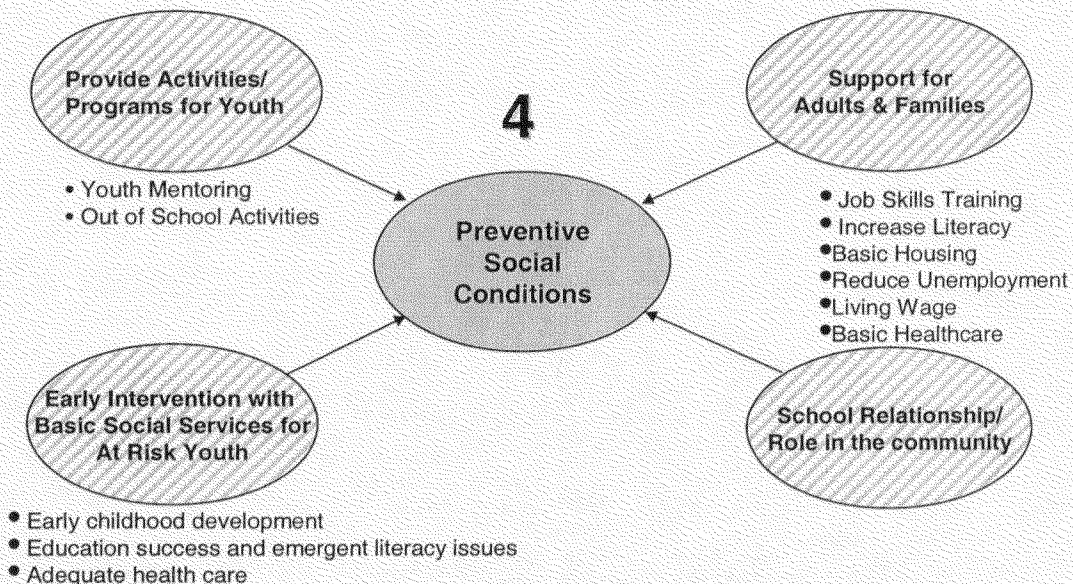 Provide Activities/
Programs for Youth
• Youth Mentoring
• Out of School Activities
4
Support for
Adults & Families
• Job Skills Training
• Increase Literacy
•Basic Housing
•Reduce Unemployment
•Living Wage
•Basic Healthcare
Preventive
Social
Conditions
Early Intervention with
Basic Social Services for
At Risk Youth
• Early childhood development
• Education success and emergent literacy issues
• Adequate health care
School Relationship/
Role in the community